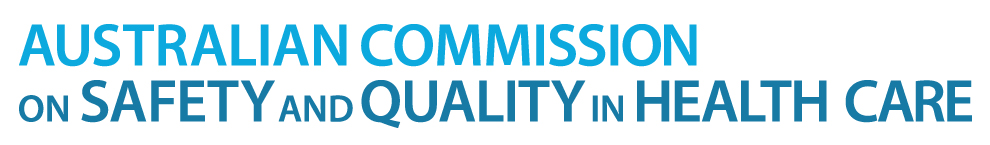 AUSTRALIAN COMMISSION
ON SAFETY AND QUALITY IN HEALTH CARE